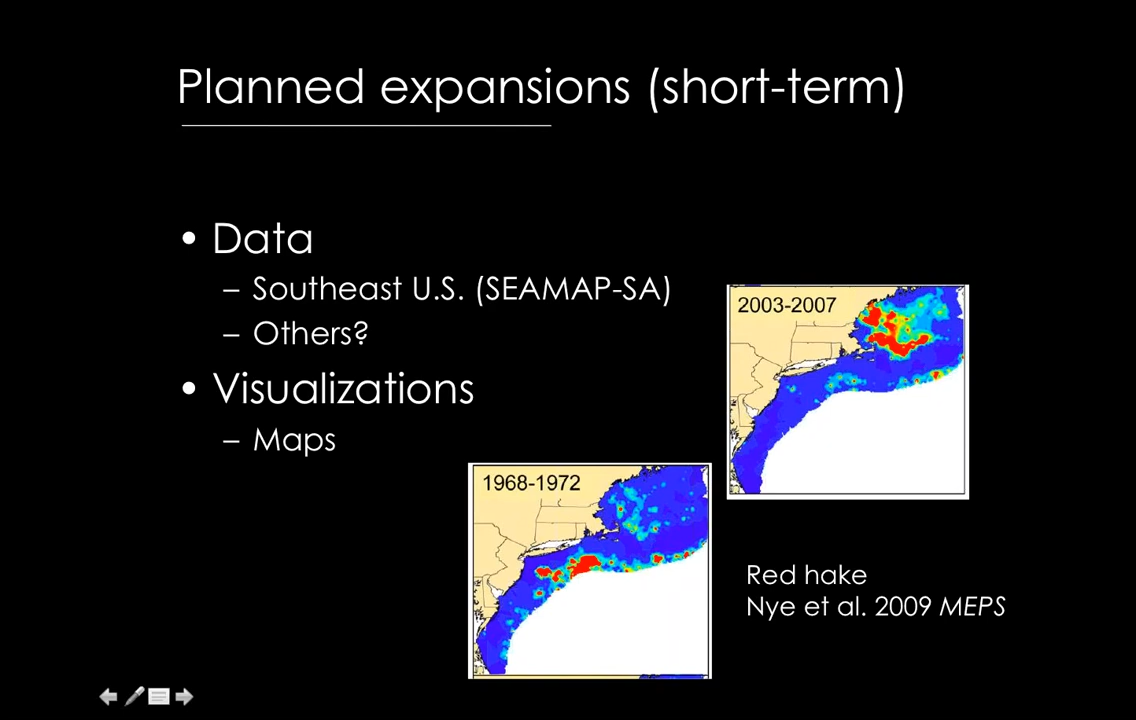 Planned expansions (short-term)
• Data
– Southeast U.S. (SEAMAP-SA)
– Others?
• Visualizations
– Maps
2003-2007
1968-1972
Red hake
Nye et al. 2009 MEPS